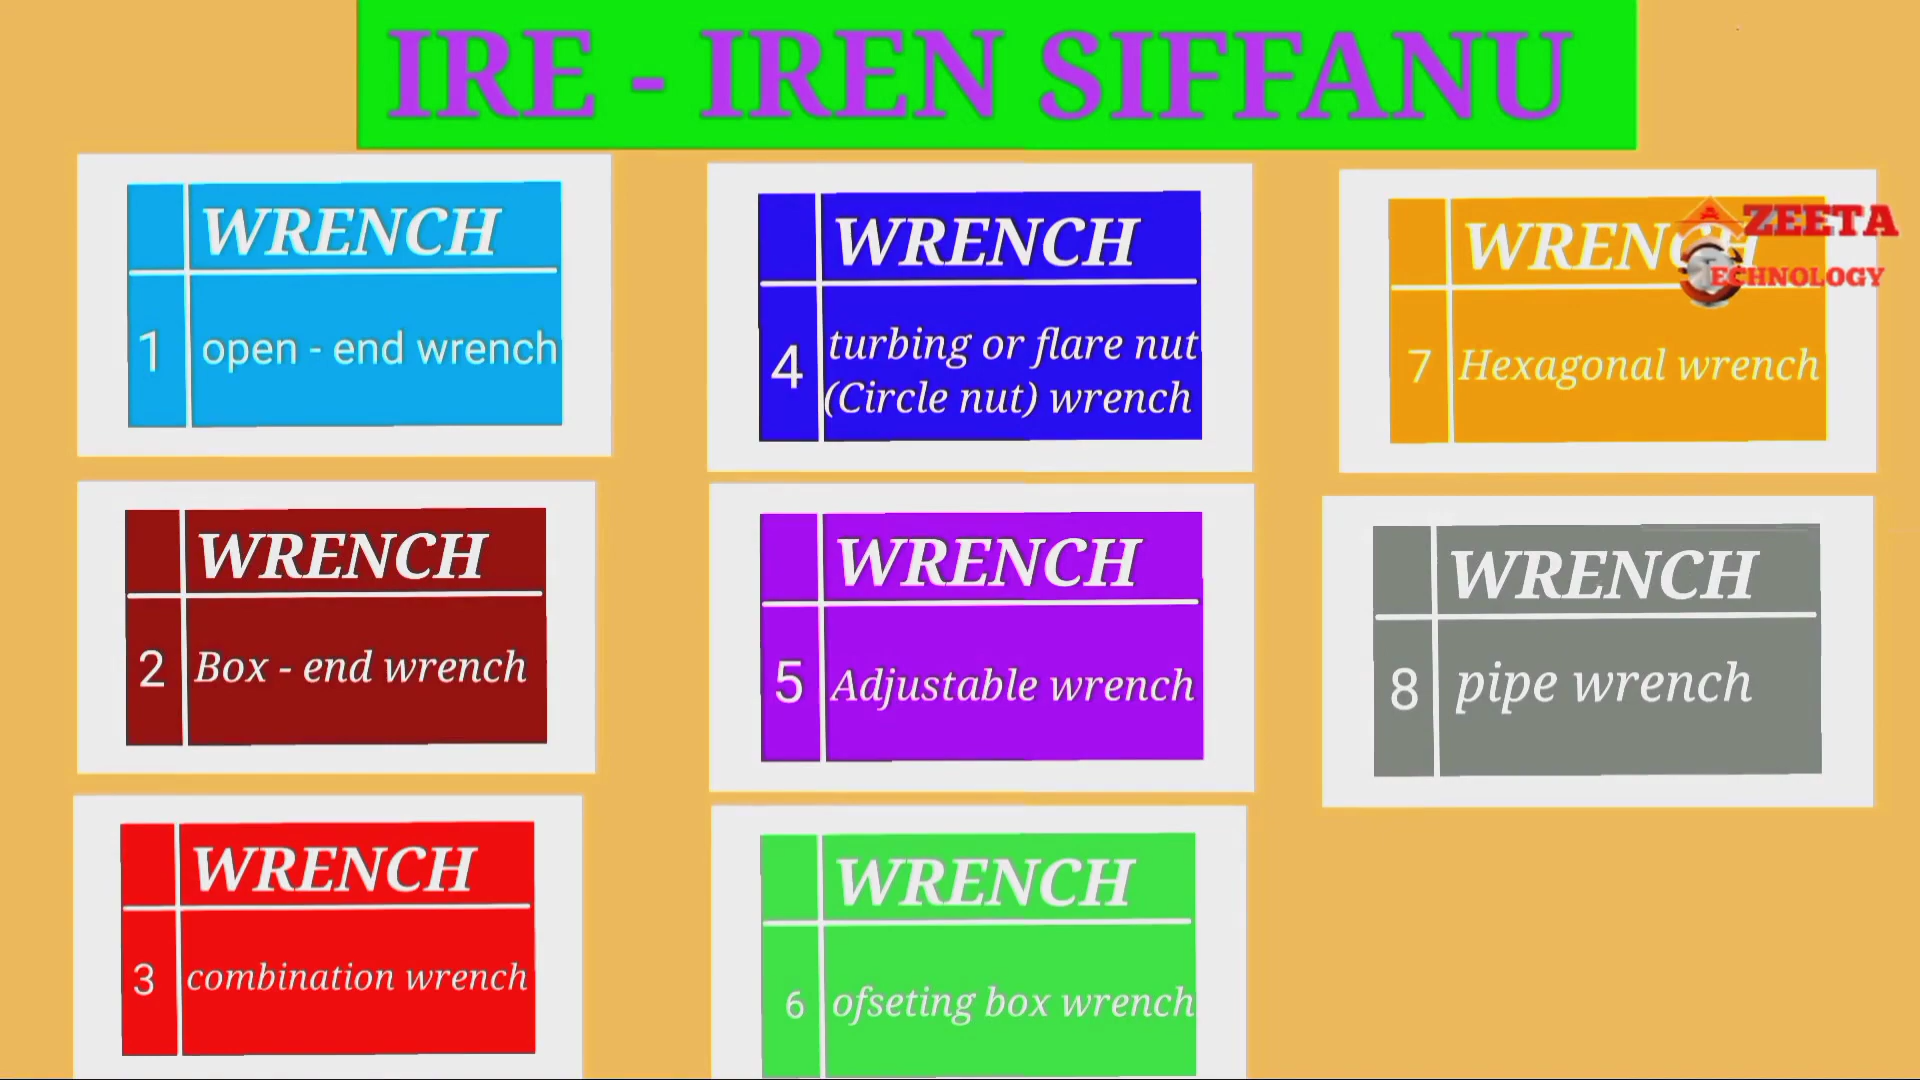 IRE - IREN SIFFANU
WRENCH
1 open - end wrench
WRENCH
2 Box - end wrench
WRENCH
3 combination wrench
WRENCH
4 turbing or flare nut
(Circle nut) wrench
WRENCH
5 Adjustable wrench
WRENCH
6 ofseting box wrench
WRENCH
7 Hexagonal wrench
WRENCH
8 pipe wrench
ZEETA
TECHNOLOGY